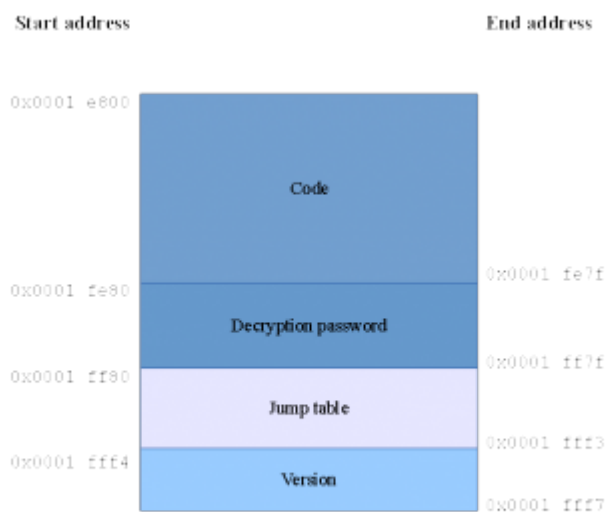 Start address
End address
0x0001 e800
Code
0x0001 fe7f
0x0001 fe80
Decryption password
0x0001 ff7f
0x0001 ff80
Jump table
0x0001 fff3
0x0001 fff4
Version
0x0001 fff7